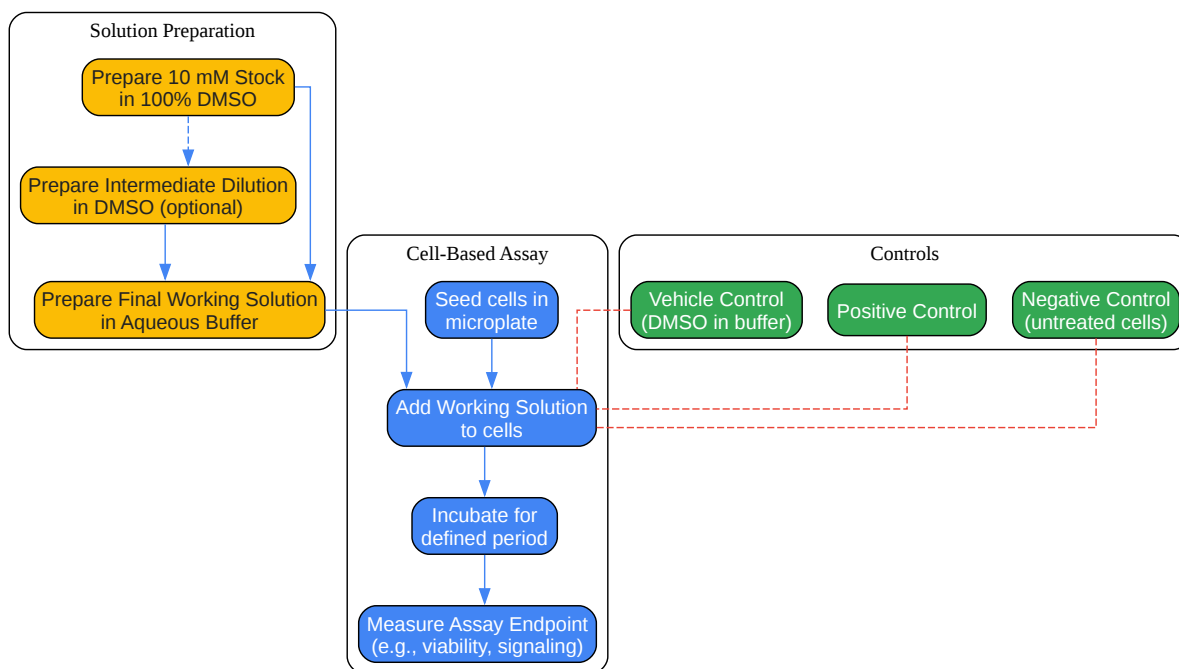 Solution Preparation
Prepare 10 mM Stock
in 100% DMSO
Prepare Intermediate Dilution
in DMSO (optional)
Prepare Final Working Solution
in Aqueous Buffer
Cell-Based Assay
Seed cells in
microplate
Add Working Solution
to cells
Incubate for
defined period
Measure Assay Endpoint
(e.g., viability, signaling)
Controls
Vehicle Control
(DMSO in buffer)
Positive Control
Negative Control
(untreated cells)